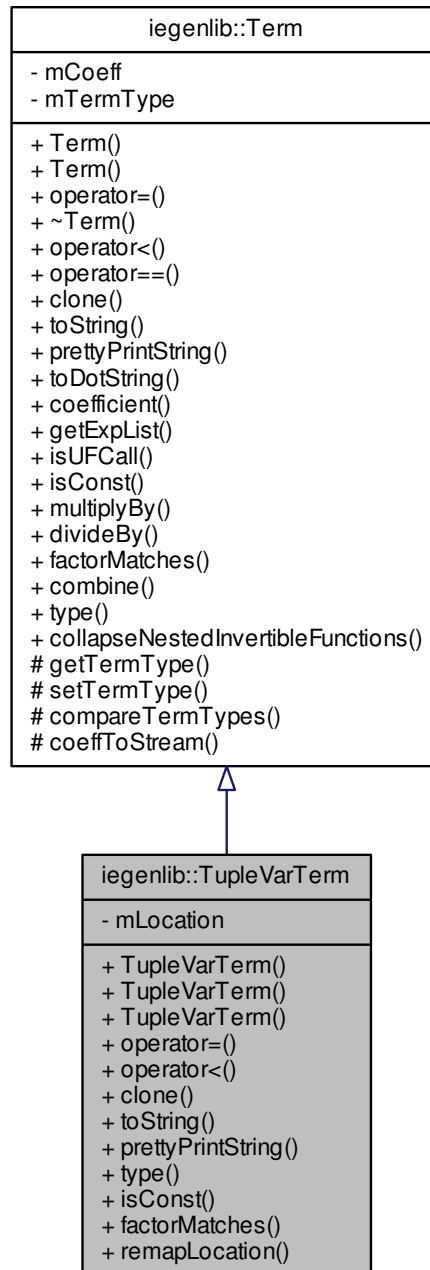 iegenlib::Term
- mCoeff
- mTermType
+ Term()
+ Term()
+ operator=()
+ ~Term()
+ operator<()
+ operator==()
+ clone()
+ toString()
+ prettyPrintString()
+ toDotString()
+ coefficient()
+ getExpList()
+ isUFCall()
+ isConst()
+ multiplyBy()
+ divideBy()
+ factorMatches()
+ combine()
+ type()
+ collapseNestedInvertibleFunctions()
# getTermType()
# setTermType()
# compareTermTypes()
# coeffToStream()
iegenlib::TupleVarTerm
- mLocation
+ TupleVarTerm()
+ TupleVarTerm()
+ TupleVarTerm()
+ operator=()
+ operator<()
+ clone()
+ toString()
+ prettyPrintString()
+ type()
+ isConst()
+ factorMatches()
+ remapLocation()